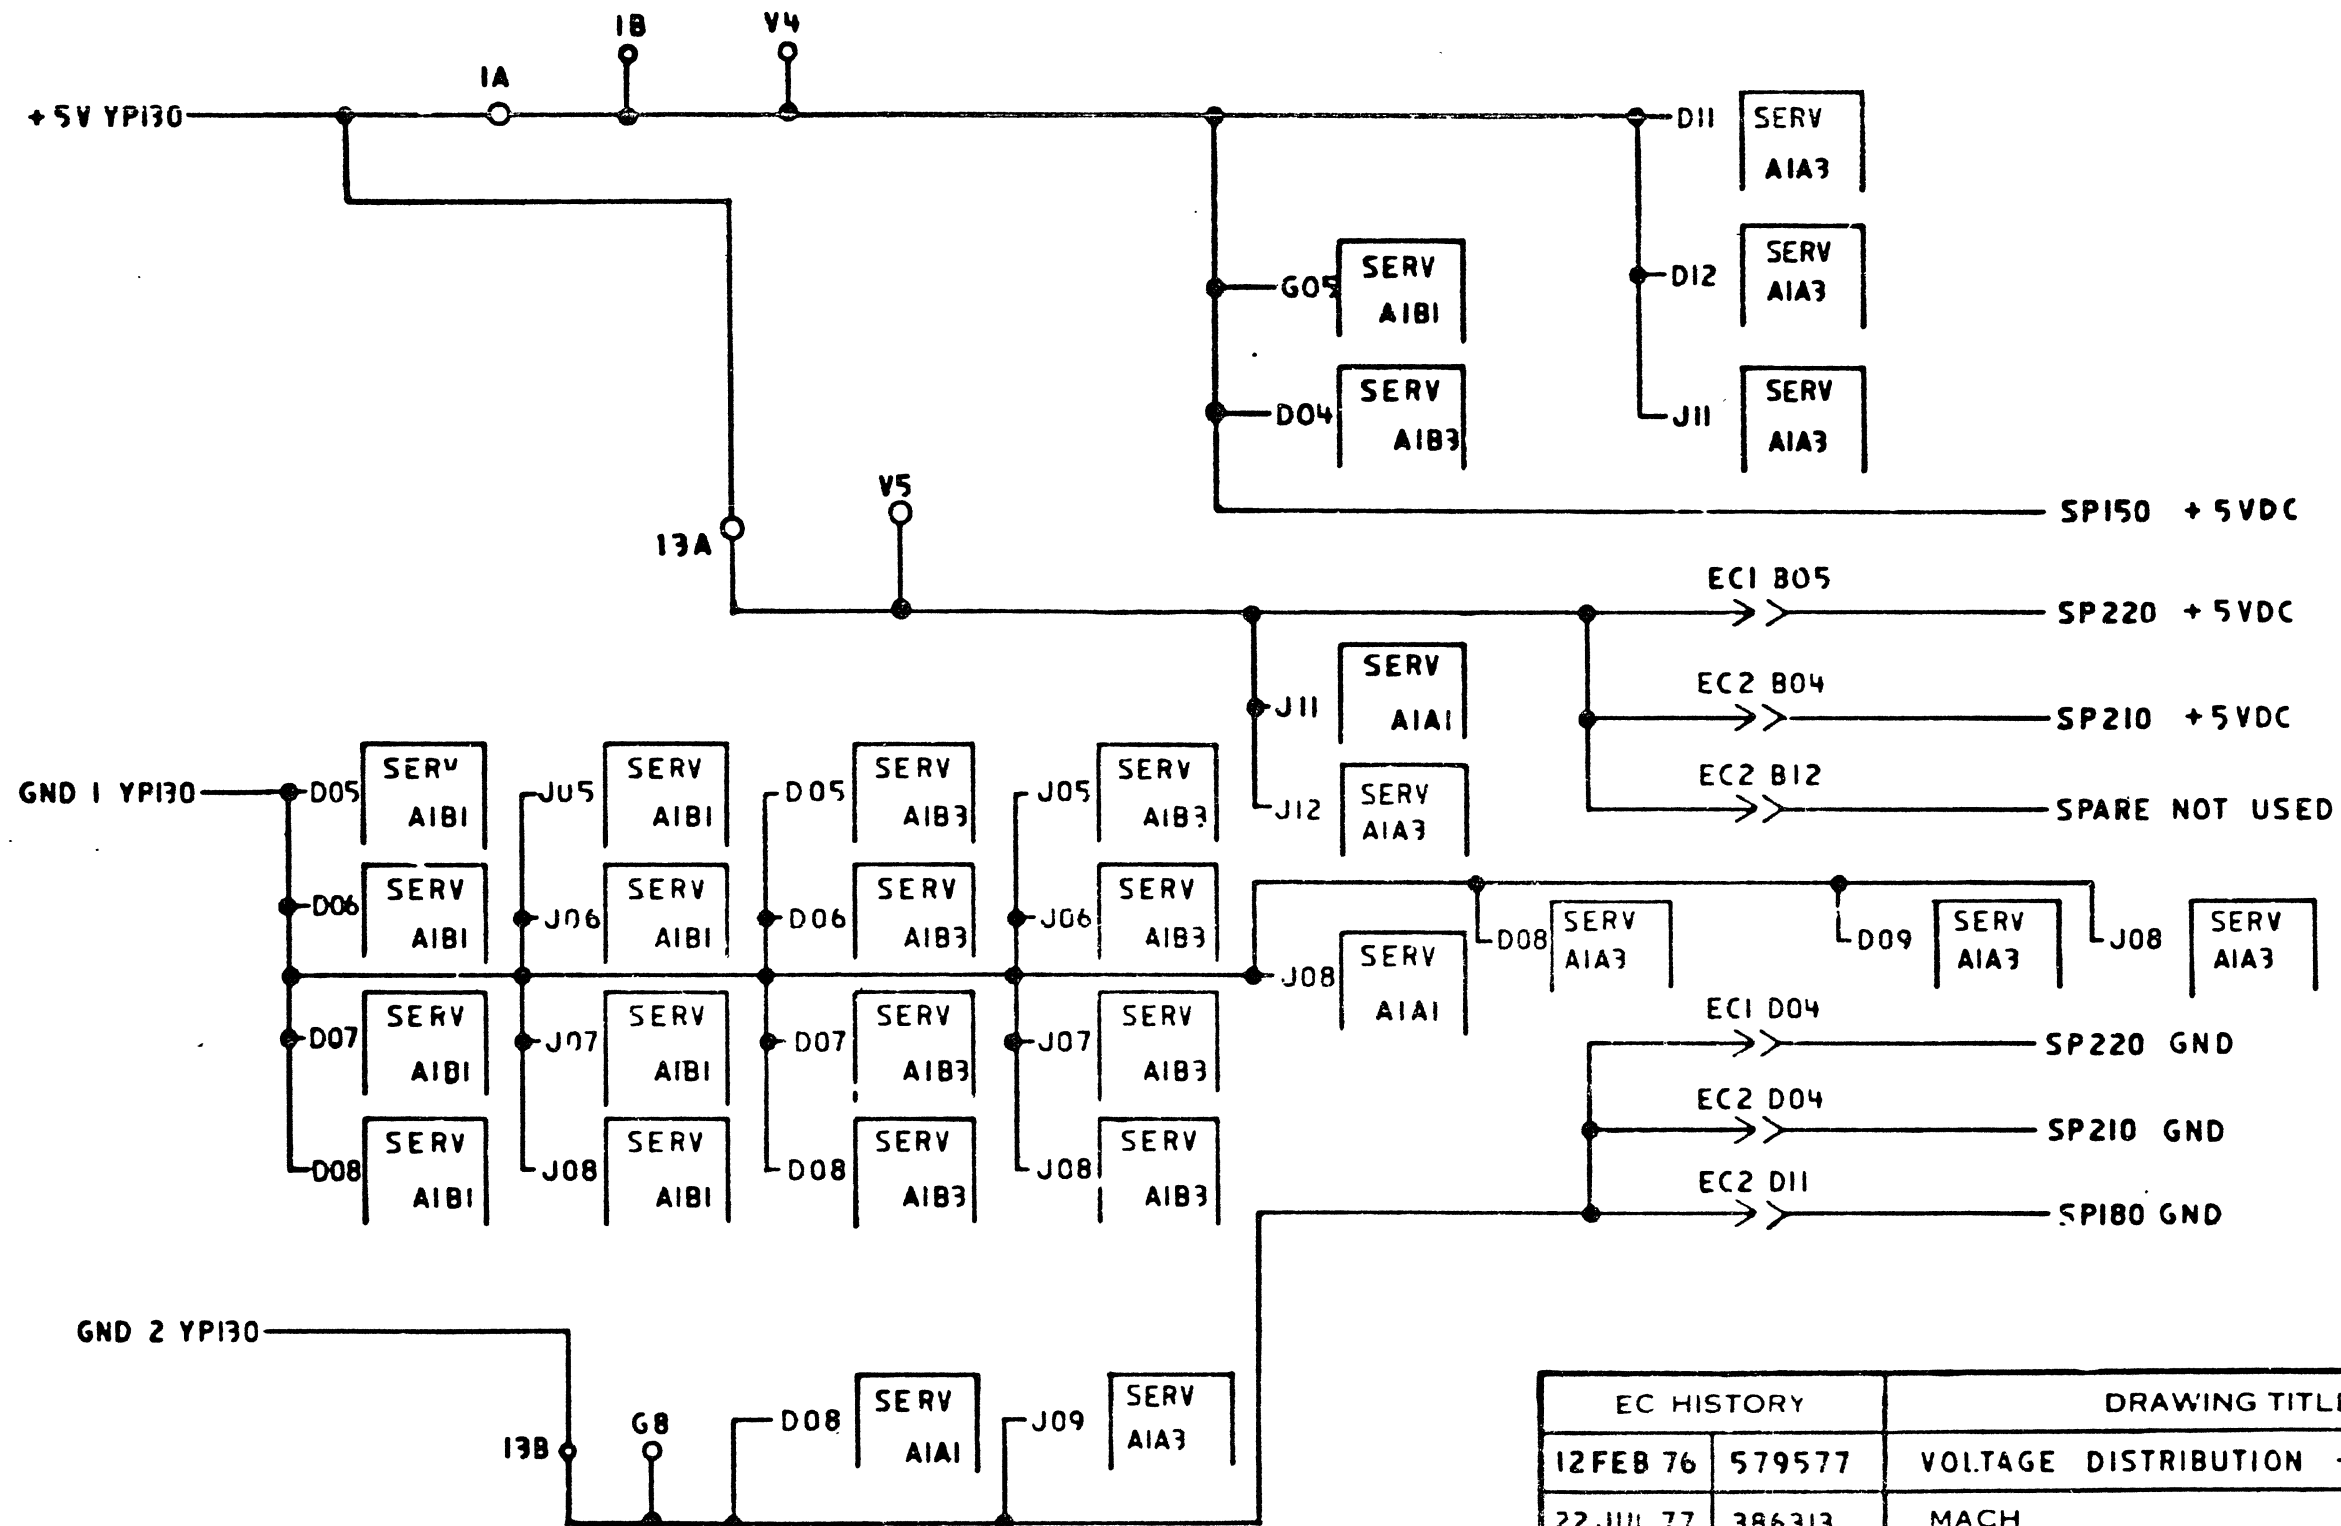 1B
V4
1A
+5V YP130
D11 SERV
A1A3
D12 SERV
A1A3
G05 SERV
A1B1
D04 SERV
A1B3
J11 SERV
A1A3
V5
13A
SP150 +5VDC
EC1 B05
SP220 +5VDC
J11 SERV
A1A1
EC2 B04
SP210 +5VDC
J12 SERV
A1A3
EC2 B12
SPARE NOT USED
GND 1 YP130
D05 SERV
A1B1
J05 SERV
A1B1
D05 SERV
A1B3
J05 SERV
A1B3
D06 SERV
A1B1
J06 SERV
A1B1
D06 SERV
A1B3
J06 SERV
A1B3
J08 SERV
A1A1
D08 SERV
A1A3
D09 SERV
A1A3
J08 SERV
A1A3
D07 SERV
A1B1
J07 SERV
A1B1
D07 SERV
A1B3
J07 SERV
A1B3
D08 SERV
A1B1
J08 SERV
A1B1
D08 SERV
A1B3
J08 SERV
A1B3
EC1 D04
SP220 GND
EC2 D04
SP210 GND
EC2 D11
SP180 GND
GND 2 YP130
13B
G8
D08 SERV
A1A1
J09 SERV
A1A3
EC HISTORY
DRAWING TITLE
12FEB 76 579577 VOLTAGE DISTRIBUTION
22 JUL 77 386313 MACH